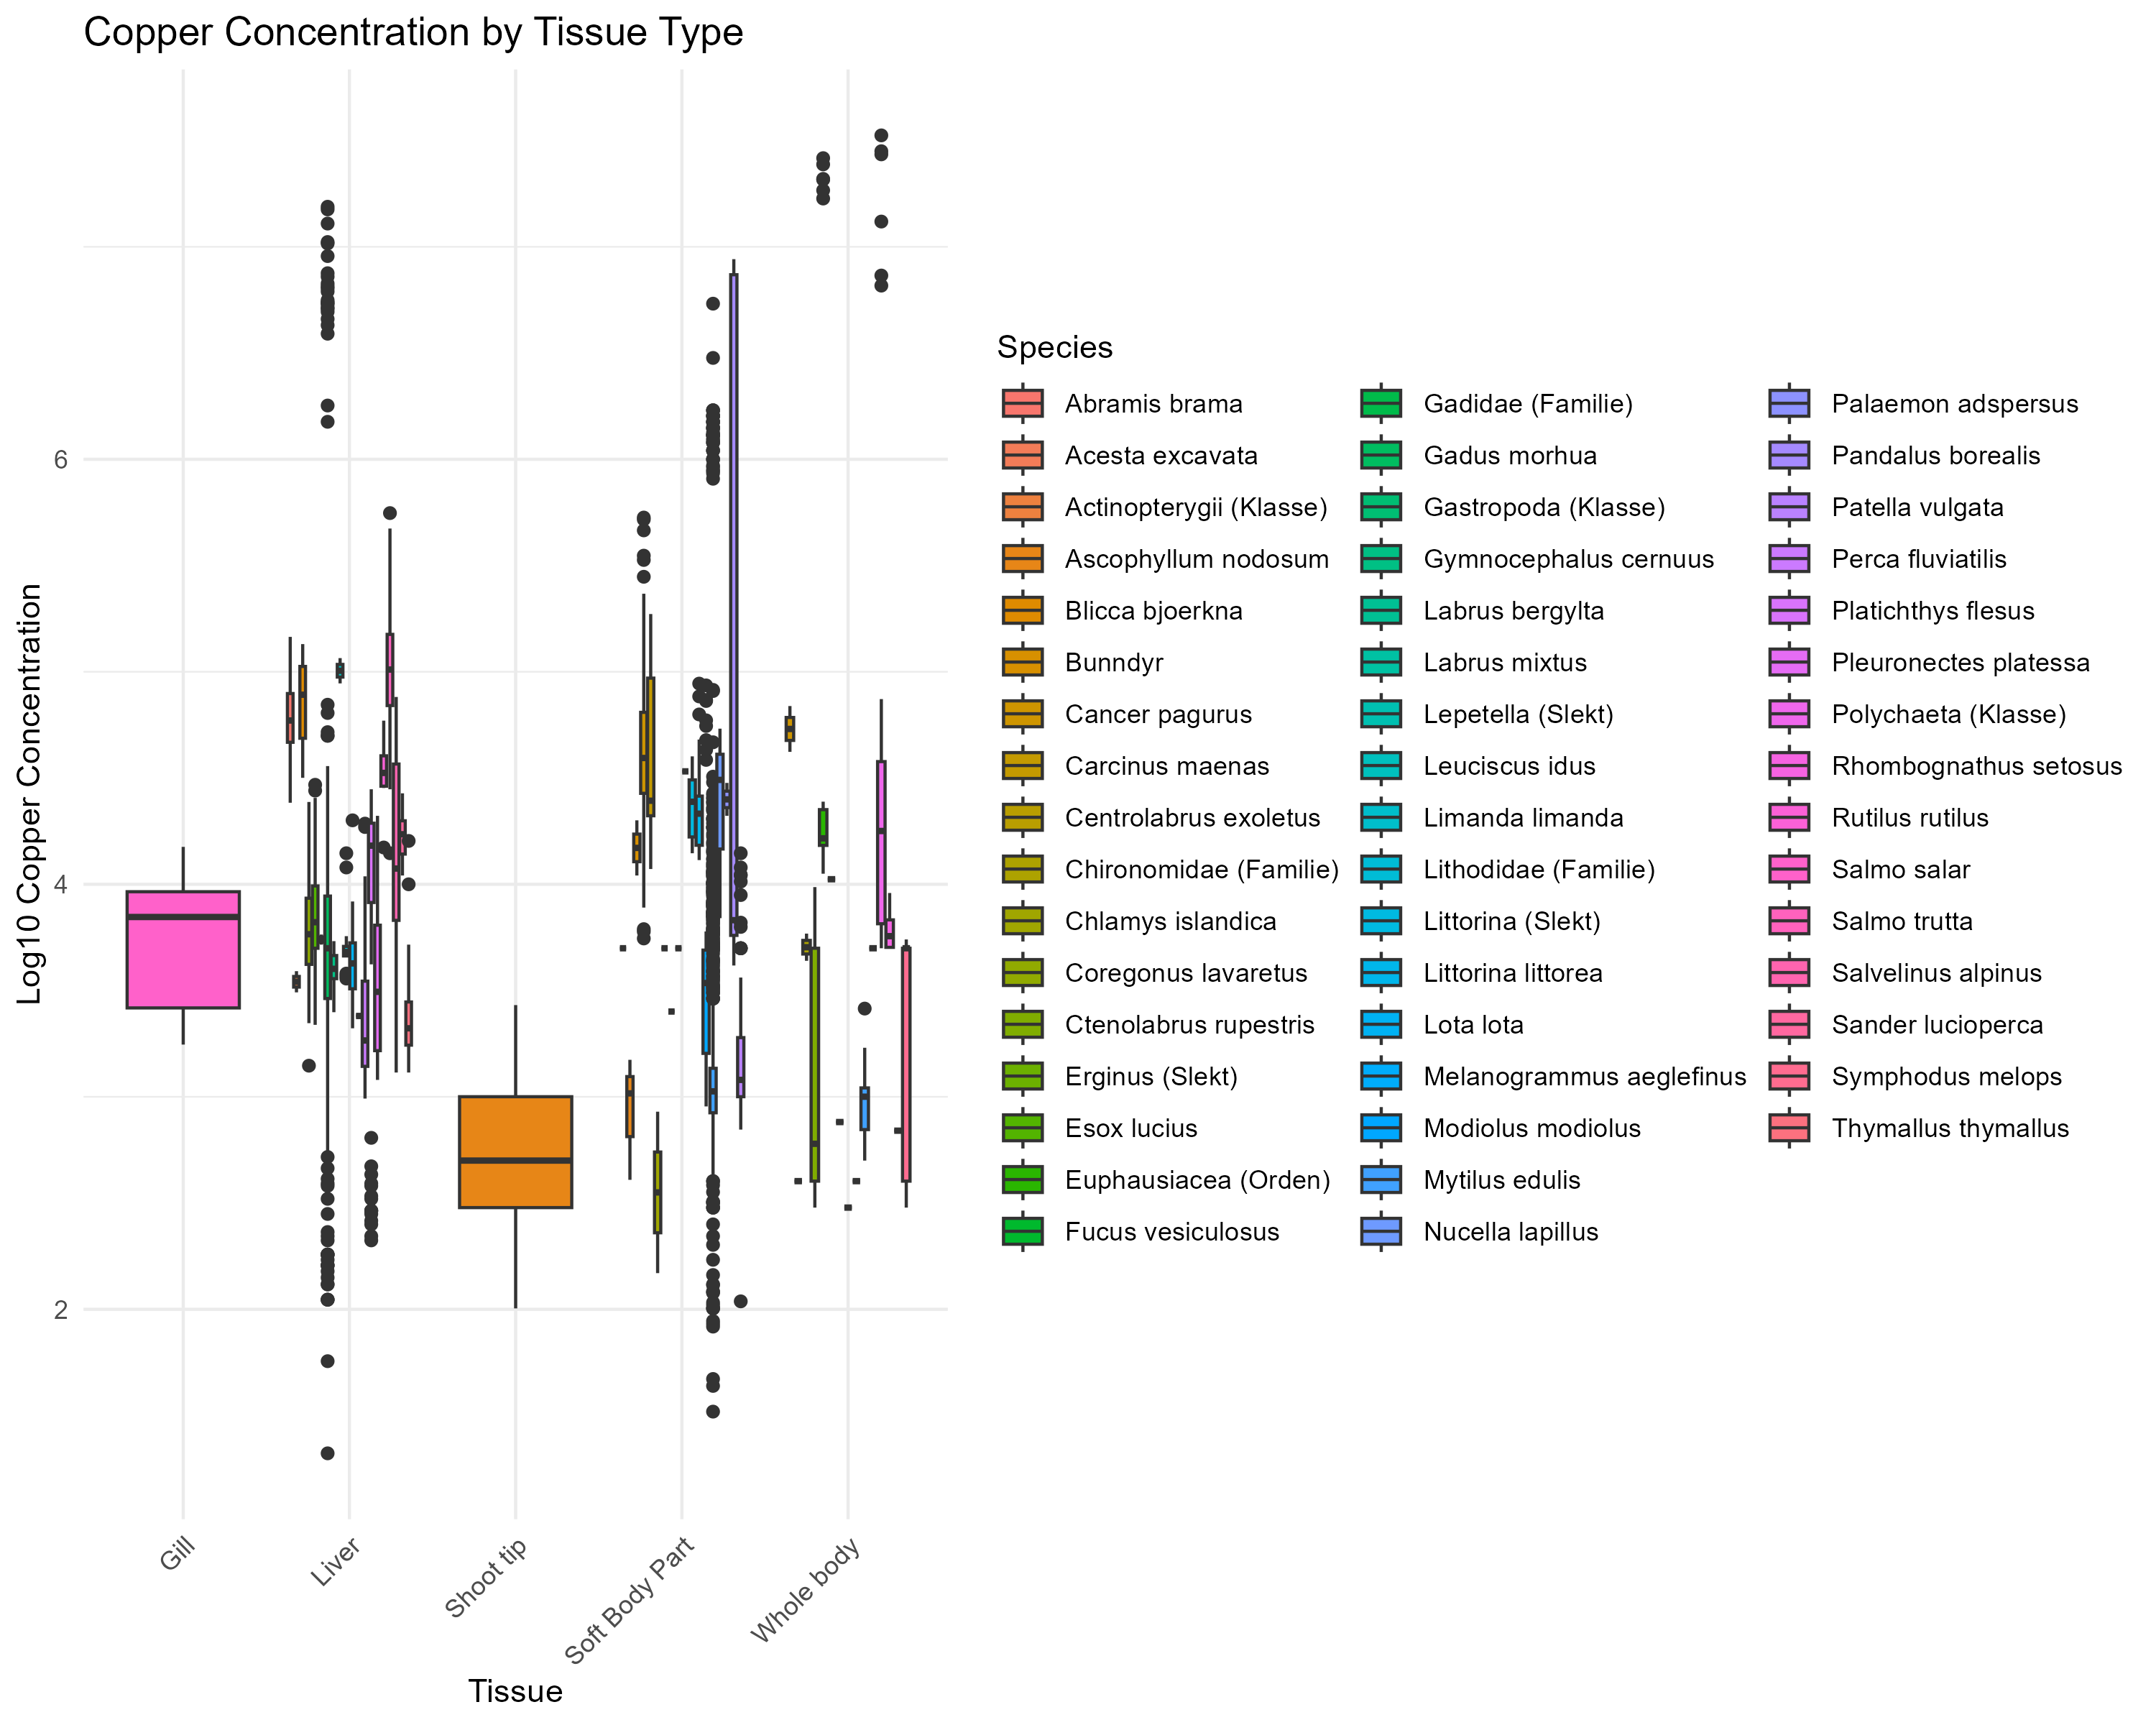 Copper Concentration by Tissue Type
Log10 Copper Concentration
6
4
2
Gill
Liver
Shoot tip
Soft Body Part
Whole body
Tissue
Species
Abramis brama
Acesta excavata
Actinopterygii (Klasse)
Ascophyllum nodosum
Blicca bjoerkna
Bunndyr
Cancer pagurus
Carcinus maenas
Centrolabrus exoletus
Chironomidae (Familie)
Chlamys islandica
Coregonus lavaretus
Ctenolabrus rupestris
Erginus (Slekt)
Esox lucius
Euphausiacea (Orden)
Fucus vesiculosus
Gadidae (Familie)
Gadus morhua
Gastropoda (Klasse)
Gymnocephalus cernuus
Labrus bergylta
Labrus mixtus
Lepetella (Slekt)
Leuciscus idus
Limanda limanda
Lithodidae (Familie)
Littorina (Slekt)
Littorina littorea
Lota lota
Melanogrammus aeglefinus
Modiolus modiolus
Mytilus edulis
Nucella lapillus
Palaemon adspersus
Pandalus borealis
Patella vulgata
Perca fluviatilis
Platichthys flesus
Pleuronectes platessa
Polychaeta (Klasse)
Rhombognathus setosus
Rutilus rutilus
Salmo salar
Salmo trutta
Salvelinus alpinus
Sander lucioperca
Symphodus melops
Thymallus thymallus